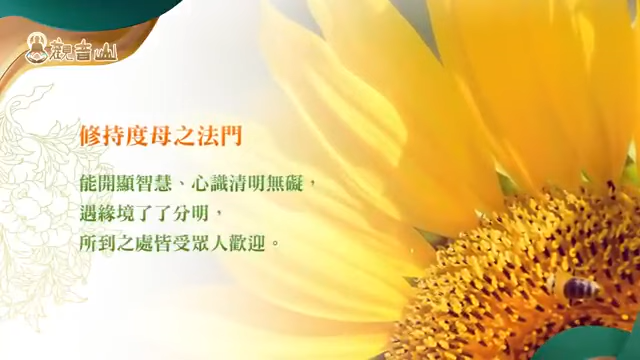 觀音山
修持度母之法門
能開顯智慧、心識清明無礙，
遇緣境了了分明，
所到之處皆受眾人歡迎。